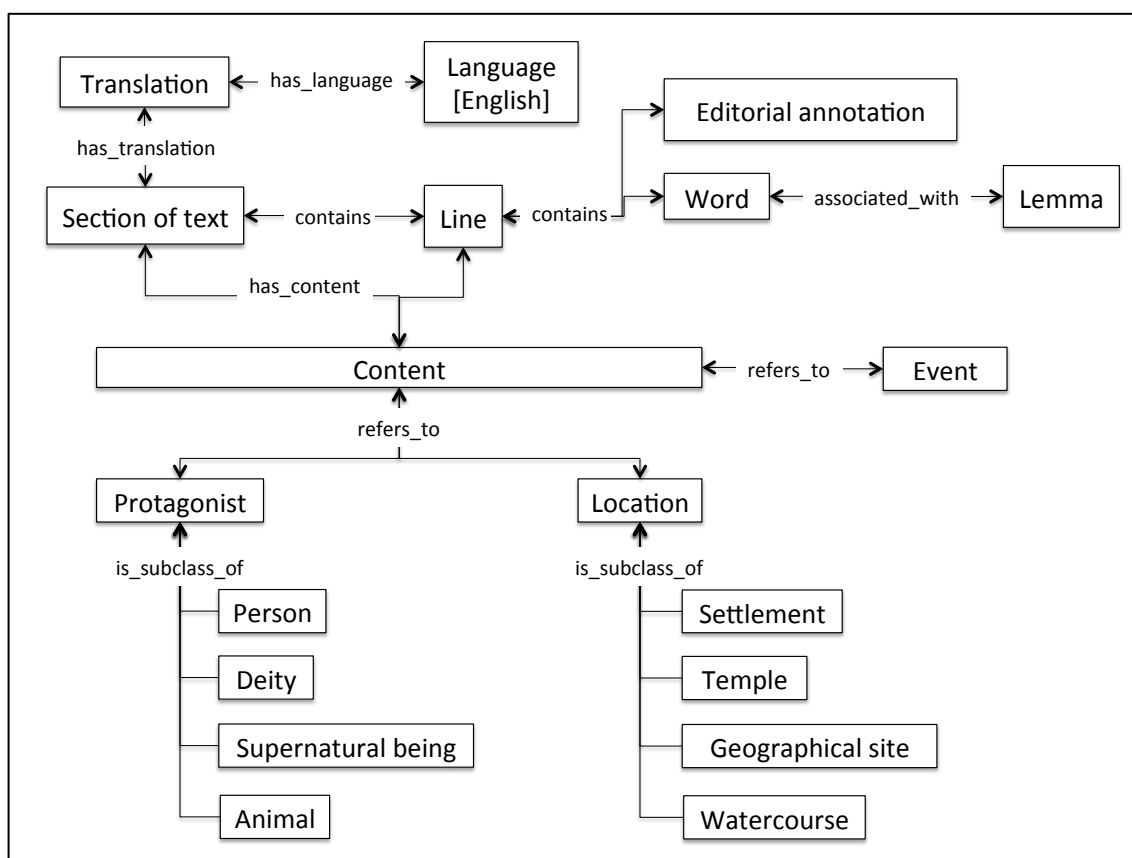 Translation
has_language
Language
[English]
Editorial annotation
has_translation
Section of text
contains
Line
contains
Word
associated_with
Lemma
has_content
Content
refers_to
Event
refers_to
Protagonist
Location
is_subclass_of
is_subclass_of
Person
Settlement
Deity
Temple
Supernatural being
Geographical site
Animal
Watercourse